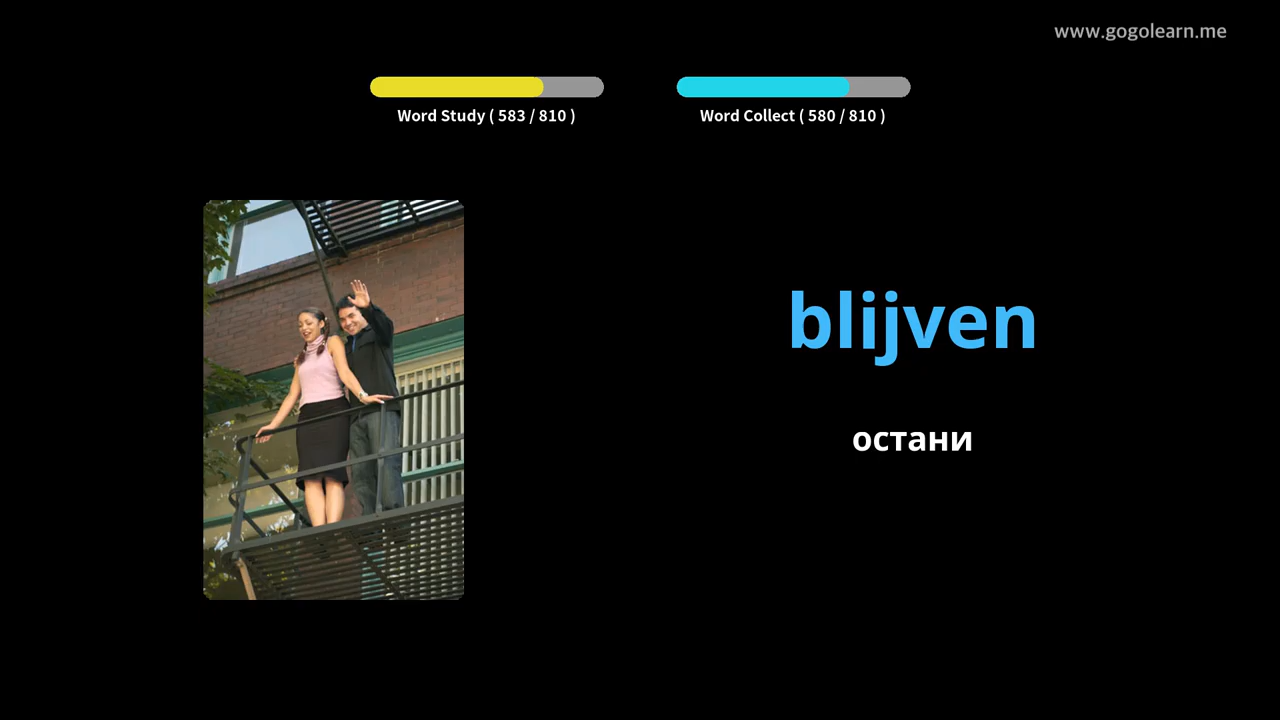 www.gogolearn.me
Word Study ( 583 / 810 )
Word Collect ( 580 / 810 )
blijven
остани